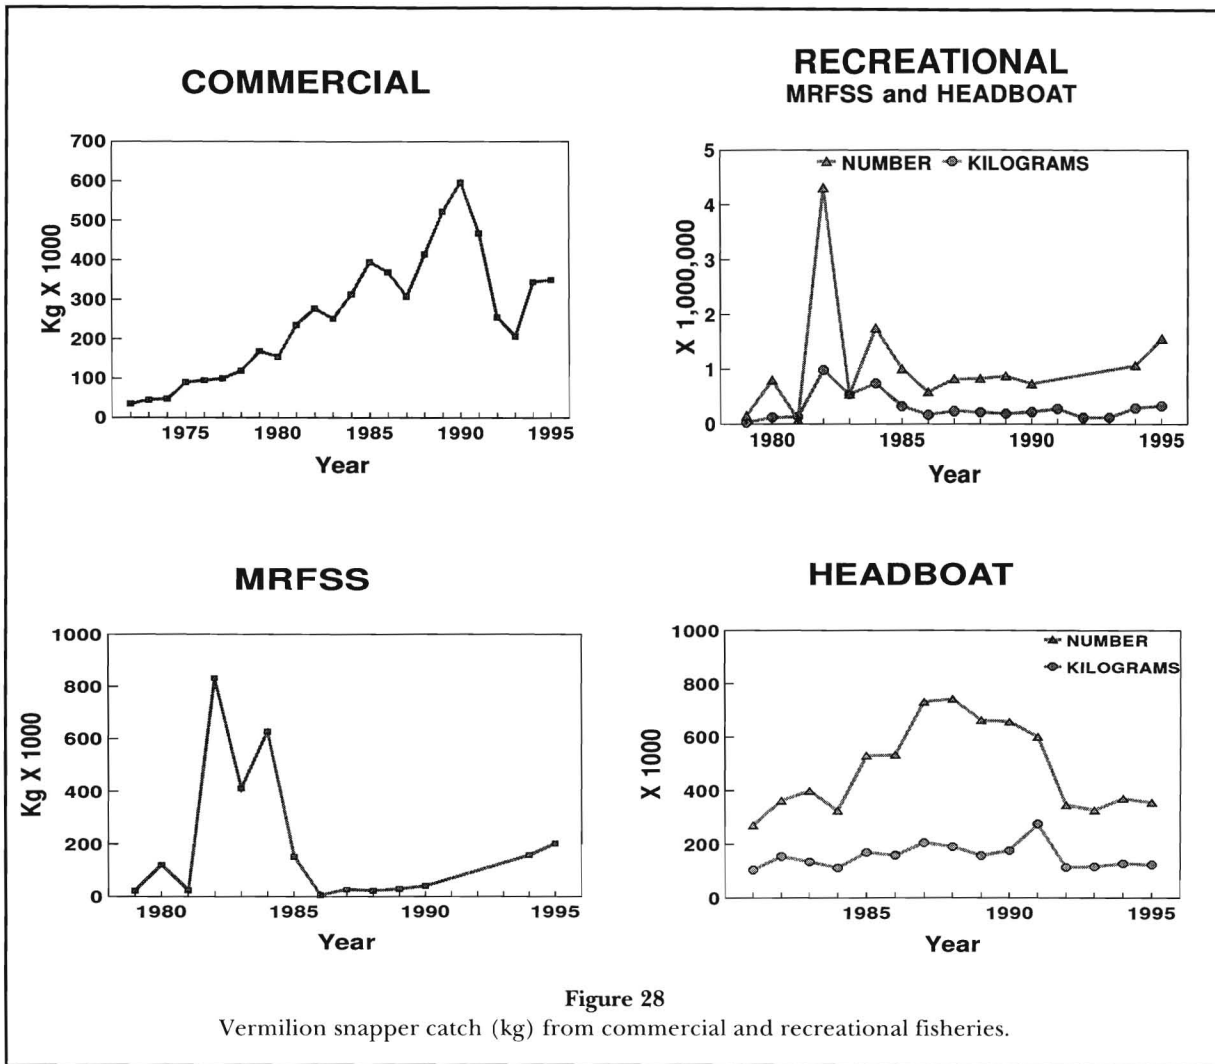 COMMERCIAL
Kg X 1000
700
600
500
400
300
200
100
0
1975 1980 1985 1990 1995
Year
RECREATIONAL
MRFSS and HEADBOAT
NUMBER KILOGRAMS
X 1,000,000
5
4
3
2
1
0
1980 1985 1990 1995
Year
MRFSS
Kg X 1000
1000
800
600
400
200
0
1980 1985 1990 1995
Year
HEADBOAT
NUMBER
KILOGRAMS
X 1000
1000
800
600
400
200
0
1985 1990 1995
Year
Figure 28
Vermilion snapper catch (kg) from commercial and recreational fisheries.